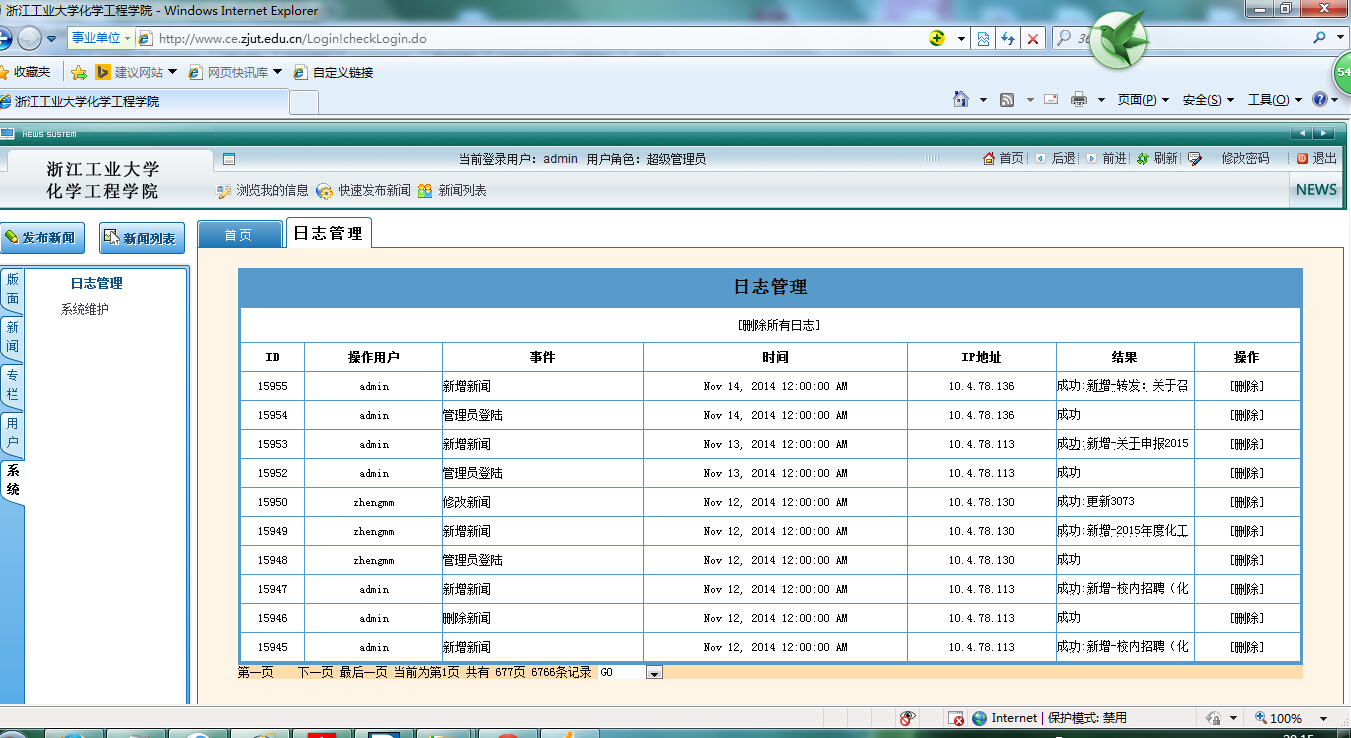 浙江工业大学化学工程学院 - Windows Internet Explorer
事业单位 http://www.ce.zjut.edu.cn/Login!checkLogin.do 36
收藏夹 建议网站 网页快讯库 自定义链接 54
浙江工业大学化学工程学院 页面(P) 安全(S) 工具(O)
NEWS SUSTEM
浙江工业大学
化学工程学院
当前登录用户：admin 用户角色：超级管理员 首页 后退 前进 刷新 修改密码 退出
浏览我的信息 快速发布新闻 新闻列表 NEWS
发布新闻 新闻列表 首页 日志管理
版面
新闻
专栏
用户
系统
日志管理
系统维护
日志管理
[删除所有日志]
ID 操作用户 事件 时间 IP地址 结果 操作
15955 admin 新增新闻 Nov 14, 2014 12:00:00 AM 10.4.78.136 成功:新增-转发：关于召 [删除]
15954 admin 管理员登陆 Nov 14, 2014 12:00:00 AM 10.4.78.136 成功 [删除]
15953 admin 新增新闻 Nov 13, 2014 12:00:00 AM 10.4.78.113 成功:新增-关于申报2015 [删除]
15952 admin 管理员登陆 Nov 13, 2014 12:00:00 AM 10.4.78.113 成功 [删除]
15950 zhengmm 修改新闻 Nov 12, 2014 12:00:00 AM 10.4.78.130 成功:更新3073 [删除]
15949 zhengmm 新增新闻 Nov 12, 2014 12:00:00 AM 10.4.78.130 成功:新增-2015年度化工 [删除]
15948 zhengmm 管理员登陆 Nov 12, 2014 12:00:00 AM 10.4.78.130 成功 [删除]
15947 admin 新增新闻 Nov 12, 2014 12:00:00 AM 10.4.78.113 成功:新增-校内招聘（化 [删除]
15946 admin 删除新闻 Nov 12, 2014 12:00:00 AM 10.4.78.113 成功 [删除]
15945 admin 新增新闻 Nov 12, 2014 12:00:00 AM 10.4.78.113 成功:新增-校内招聘（化 [删除]
第一页 下一页 最后一页 当前为第1页 共有 677页 6766条记录 GO
Internet | 保护模式: 禁用 100%